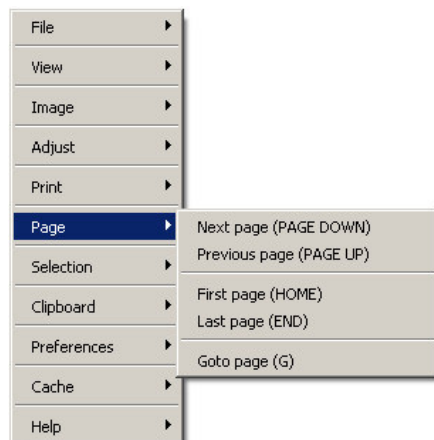 File
View
Image
Adjust
Print
Page
Selection
Clipboard
Preferences
Cache
Help
Next page (PAGE DOWN)
Previous page (PAGE UP)
First page (HOME)
Last page (END)
Goto page (G)